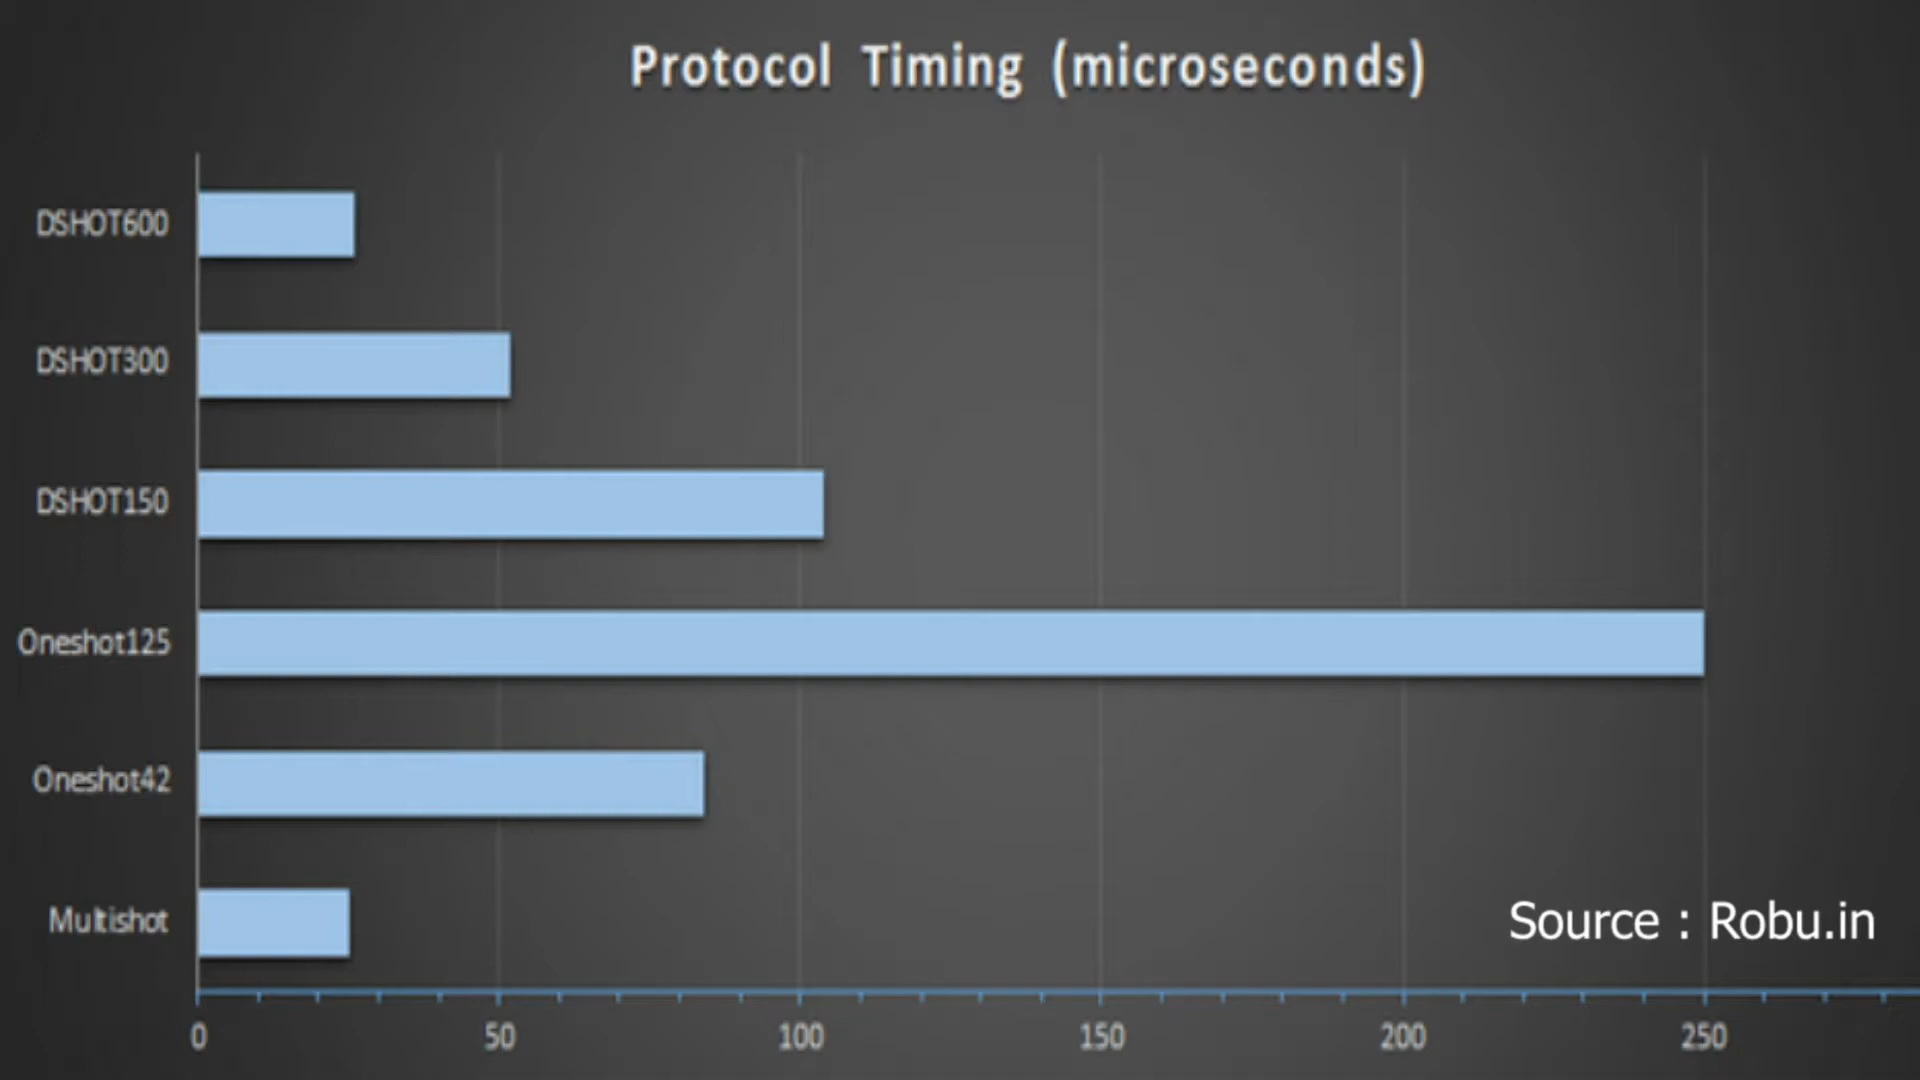 Protocol Timing (microseconds)
DSHOT600
DSHOT300
DSHOT150
Oneshot125
Oneshot42
Multishot
Source : Robu.in
0 50 100 150 200 250